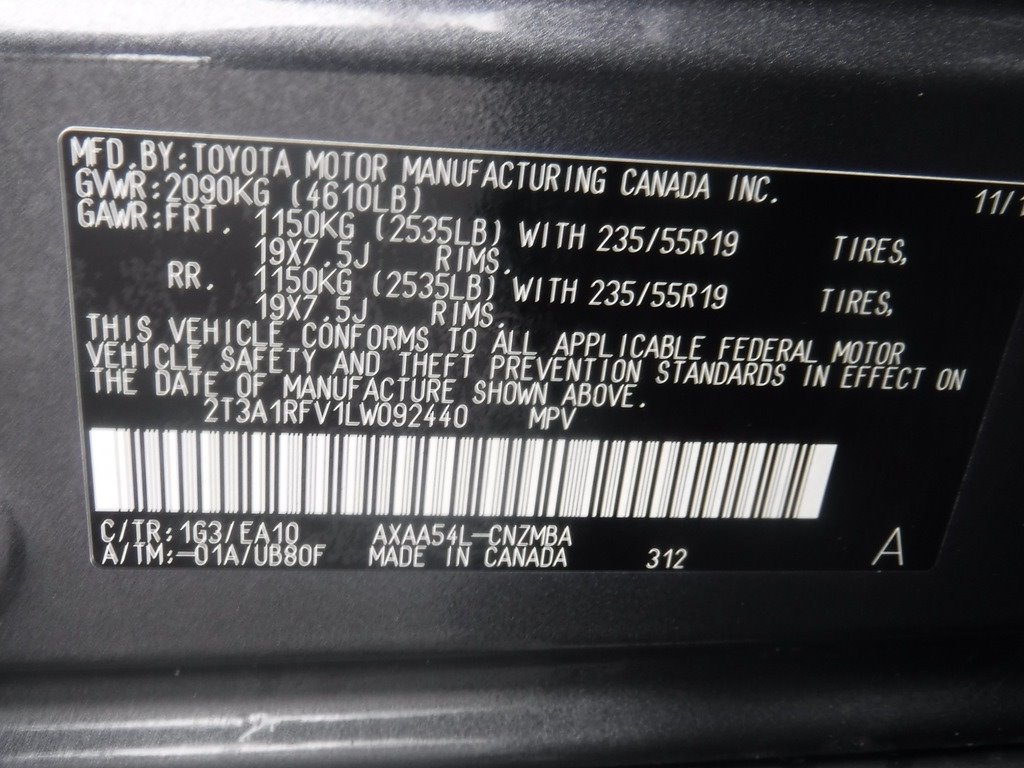 MFD.BY:TOYOTA MOTOR MANUFACTURING CANADA INC. 11/1
GVWR:2090KG (4610LB)
GAWR:FRT. 1150KG (2535LB) WITH 235/55R19 TIRES,
19X7.5J RIMS.
RR. 1150KG (2535LB) WITH 235/55R19 TIRES,
19X7.5J RIMS.
THIS VEHICLE CONFORMS TO ALL APPLICABLE FEDERAL MOTOR
VEHICLE SAFETY AND THEFT PREVENTION STANDARDS IN EFFECT ON
THE DATE OF MANUFACTURE SHOWN ABOVE.
2T3A1RFV1LW092440 MPV
C/TR:1G3/EA10 AXAA54L-CNZMBA
A/TM:-01A/UB80F MADE IN CANADA 312 A